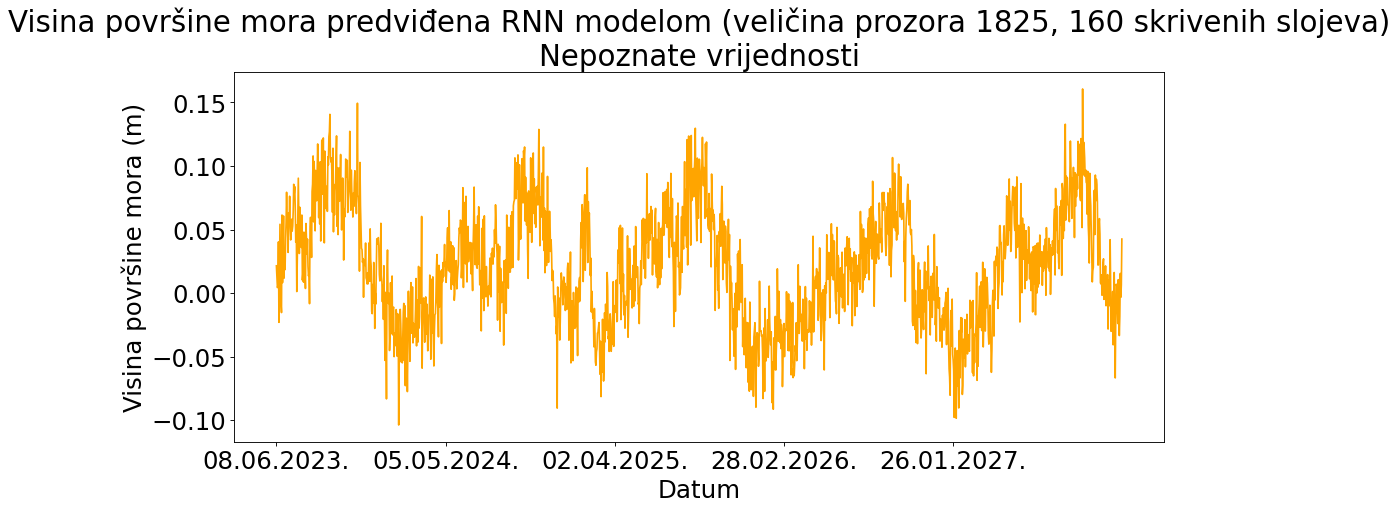 Visina površine mora predviđena RNN modelom (veličina prozora 1825, 160 skrivenih slojeva)
Nepoznate vrijednosti
Visina površine mora (m)
0.15
0.10
0.05
0.00
−0.05
−0.10
08.06.2023. 05.05.2024. 02.04.2025. 28.02.2026. 26.01.2027.
Datum